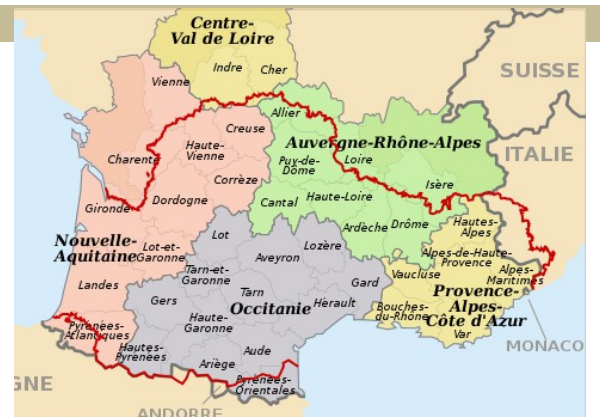 Centre-
Val de Loire
Indre
Cher
SUISSE
Vienne
Allier
Creuse
Auvergne-Rhône-Alpes
ITALIE
Charente
Haute-
Vienne
Puy-de-
Dôme
Loire
Corrèze
Isère
Dordogne
Cantal
Haute-Loire
Gironde
Ardèche
Drôme
Hautes-
Alpes
Nouvelle-
Aquitaine
Lot-et-
Garonne
Lot
Lozère
Aveyron
Alpes-de-Haute-
Provence
Tarn-et-
Garonne
Vaucluse
Alpes-
Maritimes
Landes
Gard
Tarn
Gers
Occitanie
Herault
Provence-
Alpes-
Côte d'Azur
Bouches-
du-Rhône
Haute-
Garonne
Var
Pyrénées-
Atlantiques
Hautes-
Pyrenées
Aude
MONACO
Ariège
Pyrénées-
Orientales
GNE
ANDORRE